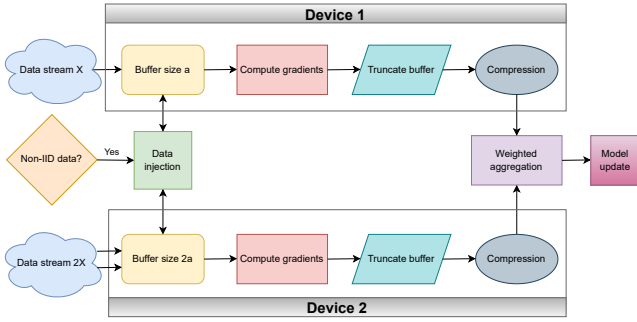 Device 1
Data stream X
Buffer size a
Compute gradients
Truncate buffer
Compression
Non-IID data?
Yes
Data
injection
Weighted
aggregation
Model
update
Data stream 2X
Buffer size 2a
Compute gradients
Truncate buffer
Compression
Device 2